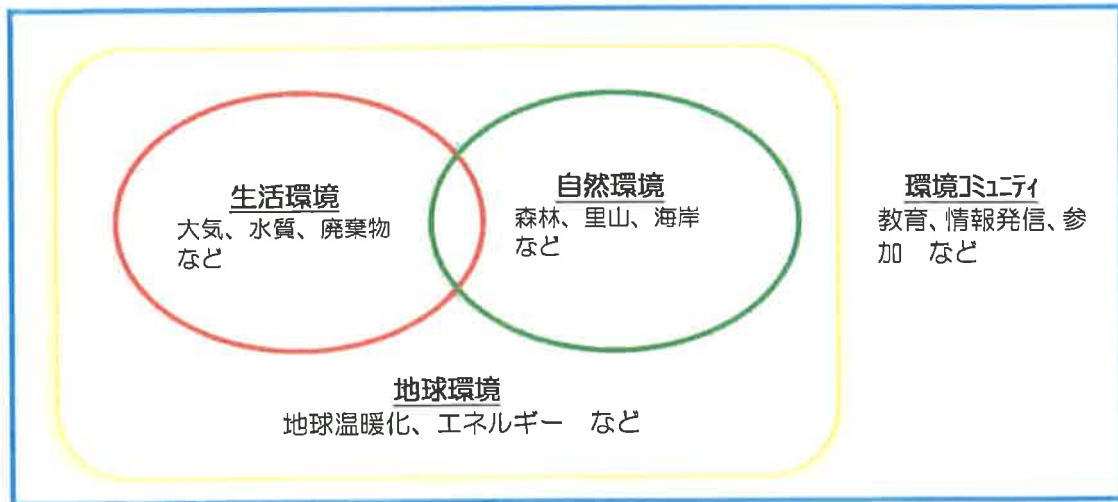 生活環境
大気、水質、廃棄物
など
自然環境
森林、里山、海岸
など
環境コミュニティ
教育、情報発信、参
加　など
地球環境
地球温暖化、エネルギー　など